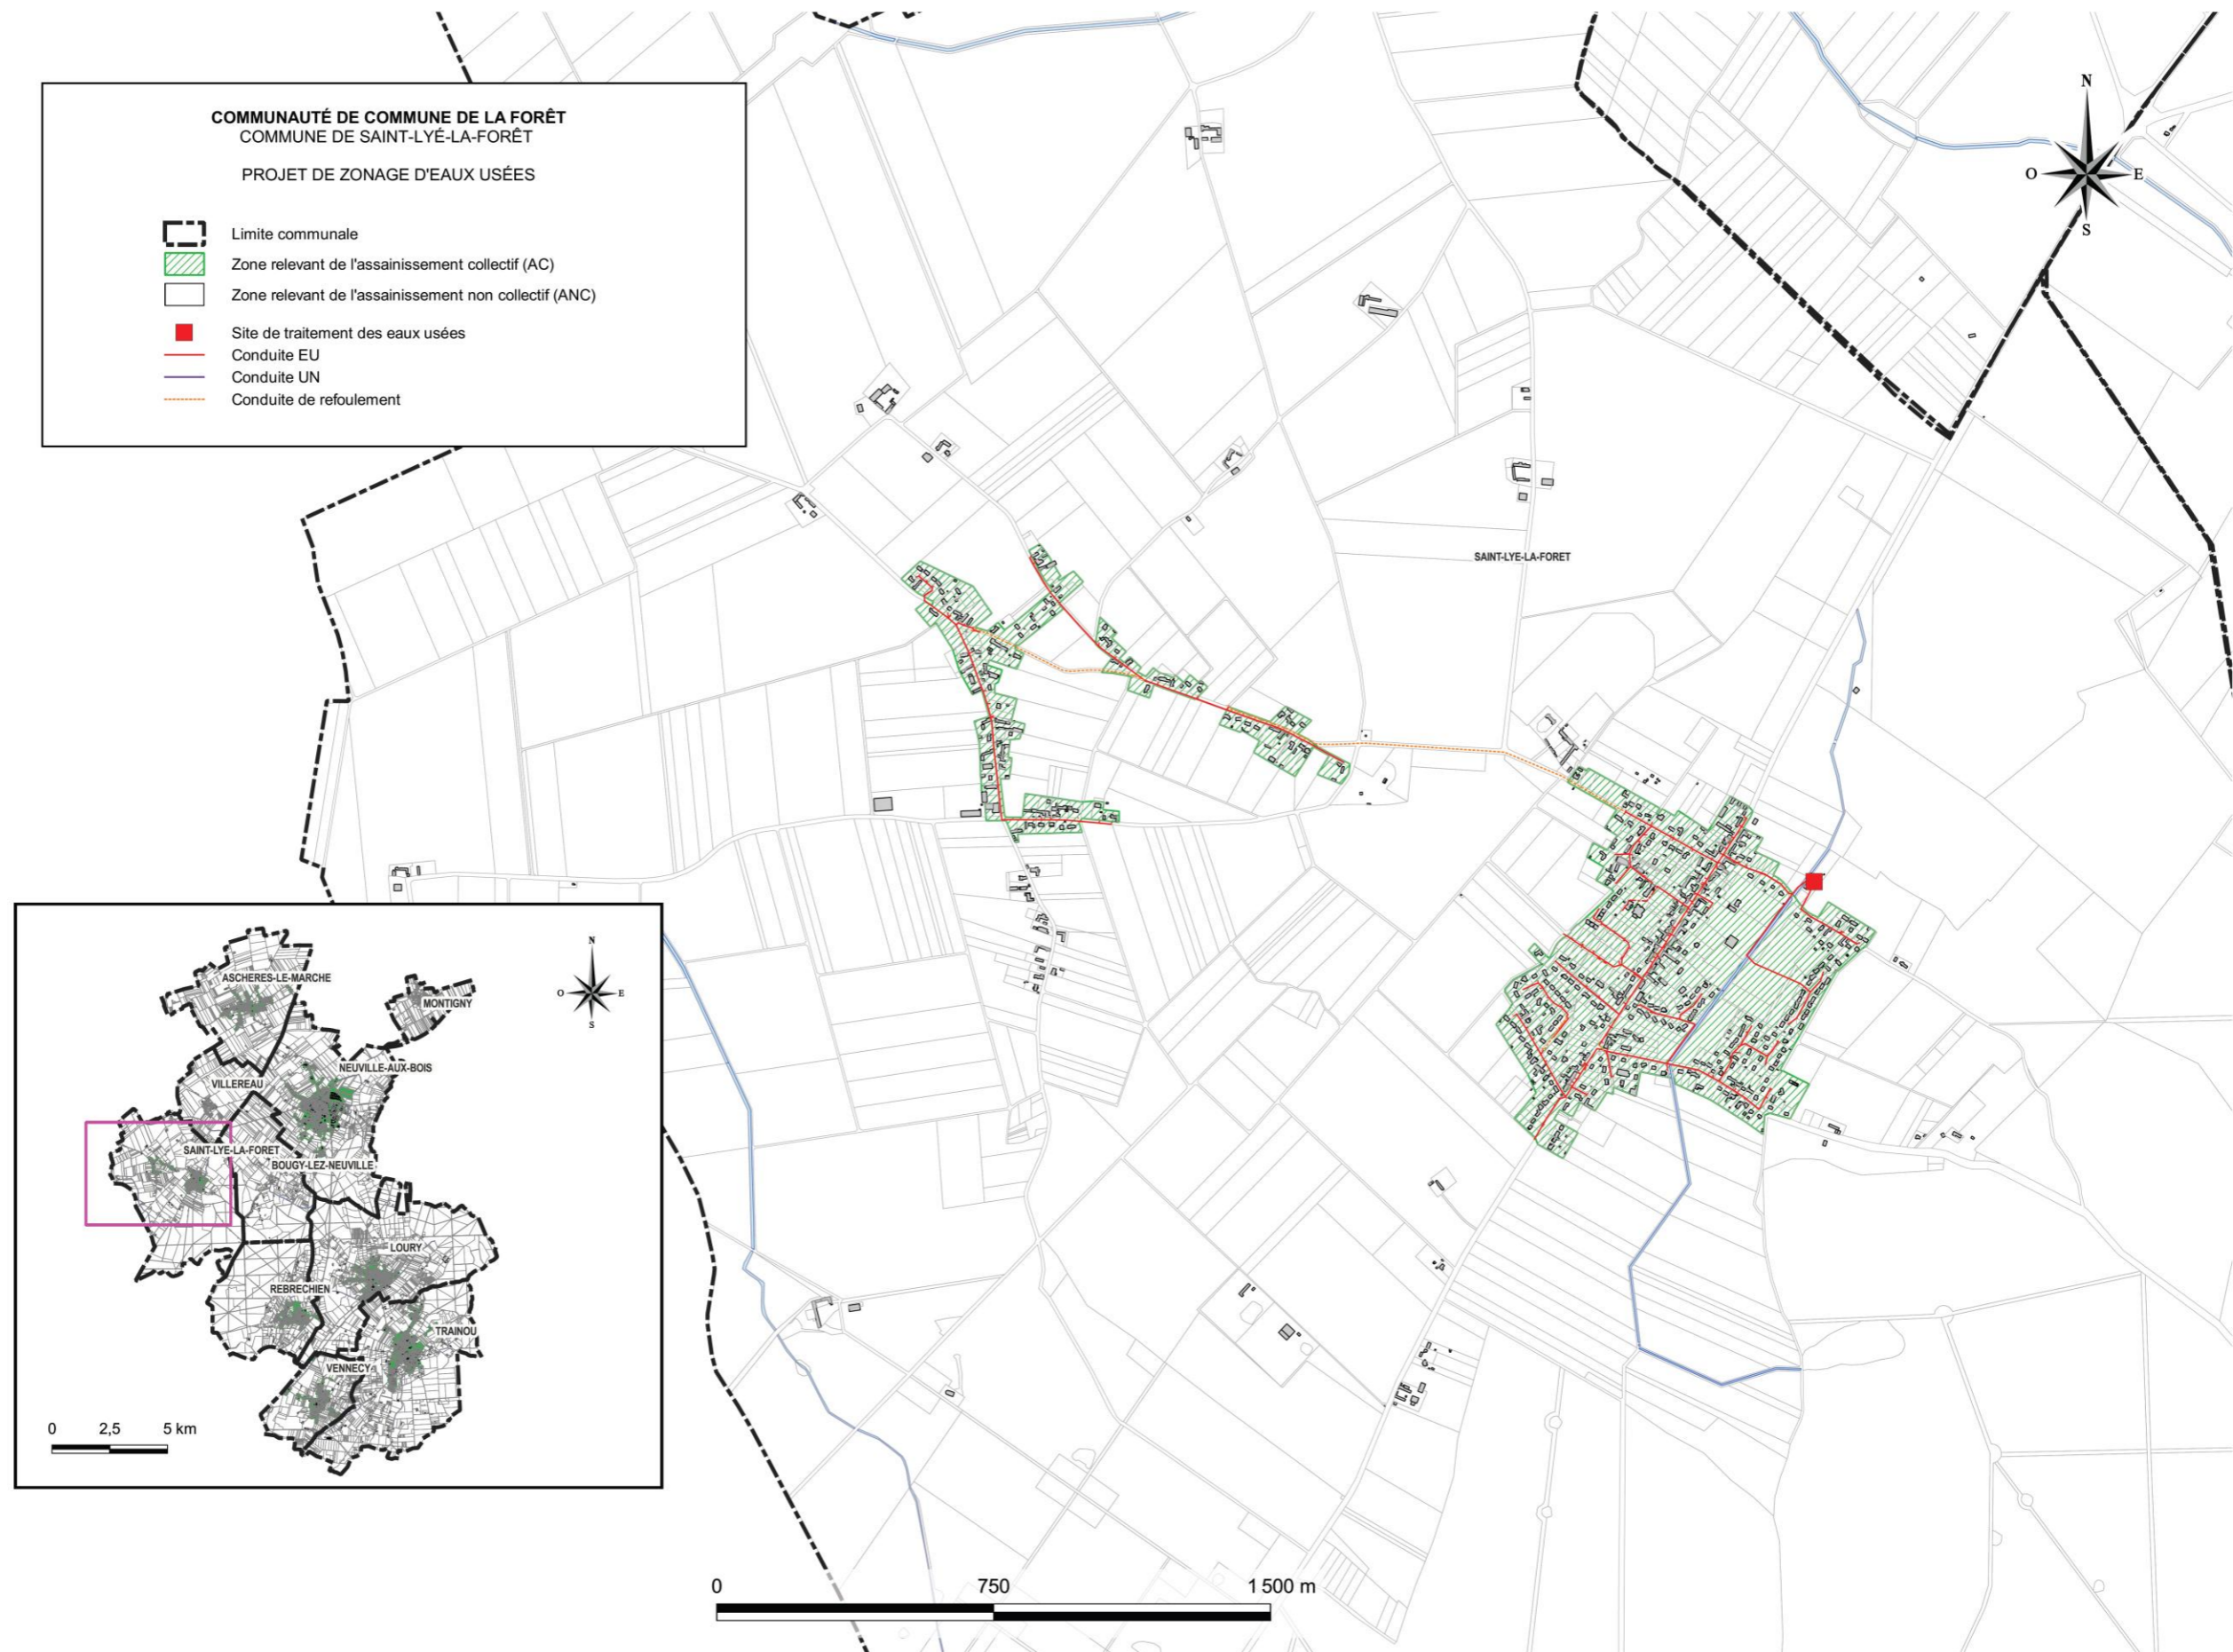 COMMUNAUTÉ DE COMMUNE DE LA FORÊT
COMMUNE DE SAINT-LYÉ-LA-FORÊT
PROJET DE ZONAGE D'EAUX USÉES
Limite communale
Zone relevant de l'assainissement collectif (AC)
Zone relevant de l'assainissement non collectif (ANC)
Site de traitement des eaux usées
Conduite EU
Conduite UN
Conduite de refoulement
N
O
E
S
SAINT-LYE-LA-FORET
N
O
E
S
ASCHERES-LE-MARCHE
MONTIGNY
NEUVILLE-AUX-BOIS
VILLEREAU
SAINT-LYE-LA-FORET
BOUGY-LEZ-NEUVILLE
LOURY
REBRECHIEN
TRAINOU
VENNECY
0 2,5 5 km
0 750 1 500 m